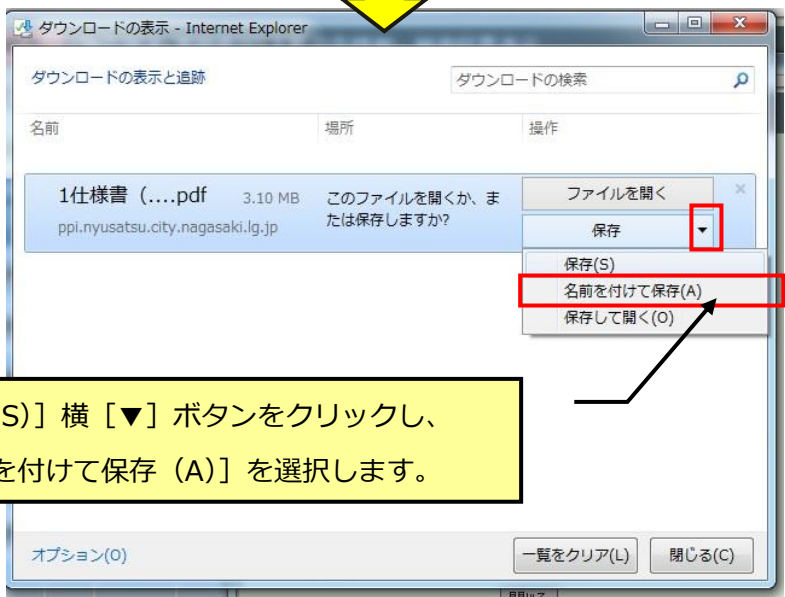 ダウンロードの表示 - Internet Explorer
ダウンロードの表示と追跡
ダウンロードの検索
名前
場所
操作
1仕様書（....pdf
3.10 MB
ppi.nyusatsu.city.nagasaki.lg.jp
このファイルを開くか、ま
たは保存しますか?
ファイルを開く
保存
保存(S)
名前を付けて保存(A)
保存して開く(O)
S)］横［▼］ボタンをクリックし、
を付けて保存（A)］を選択します。
オプション(O)
一覧をクリア(L)
閉じる(C)